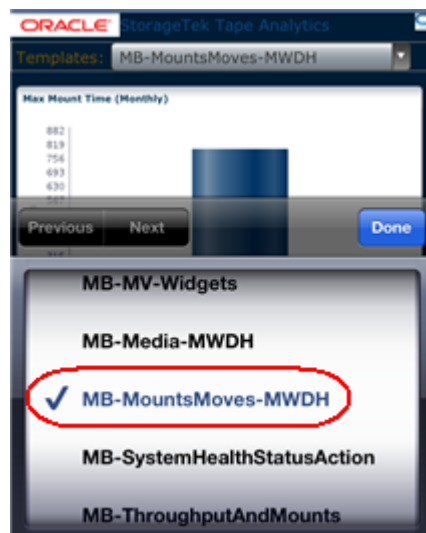 ORACLE StorageTek Tape Analytics
Templates: MB-MountsMoves-MWDH
Max Mount Time (Monthly)
882
819
756
693
630
567
Previous Next Done
MB-MV-Widgets
MB-Media-MWDH
✓ MB-MountsMoves-MWDH
MB-SystemHealthStatusAction
MB-ThroughputAndMounts